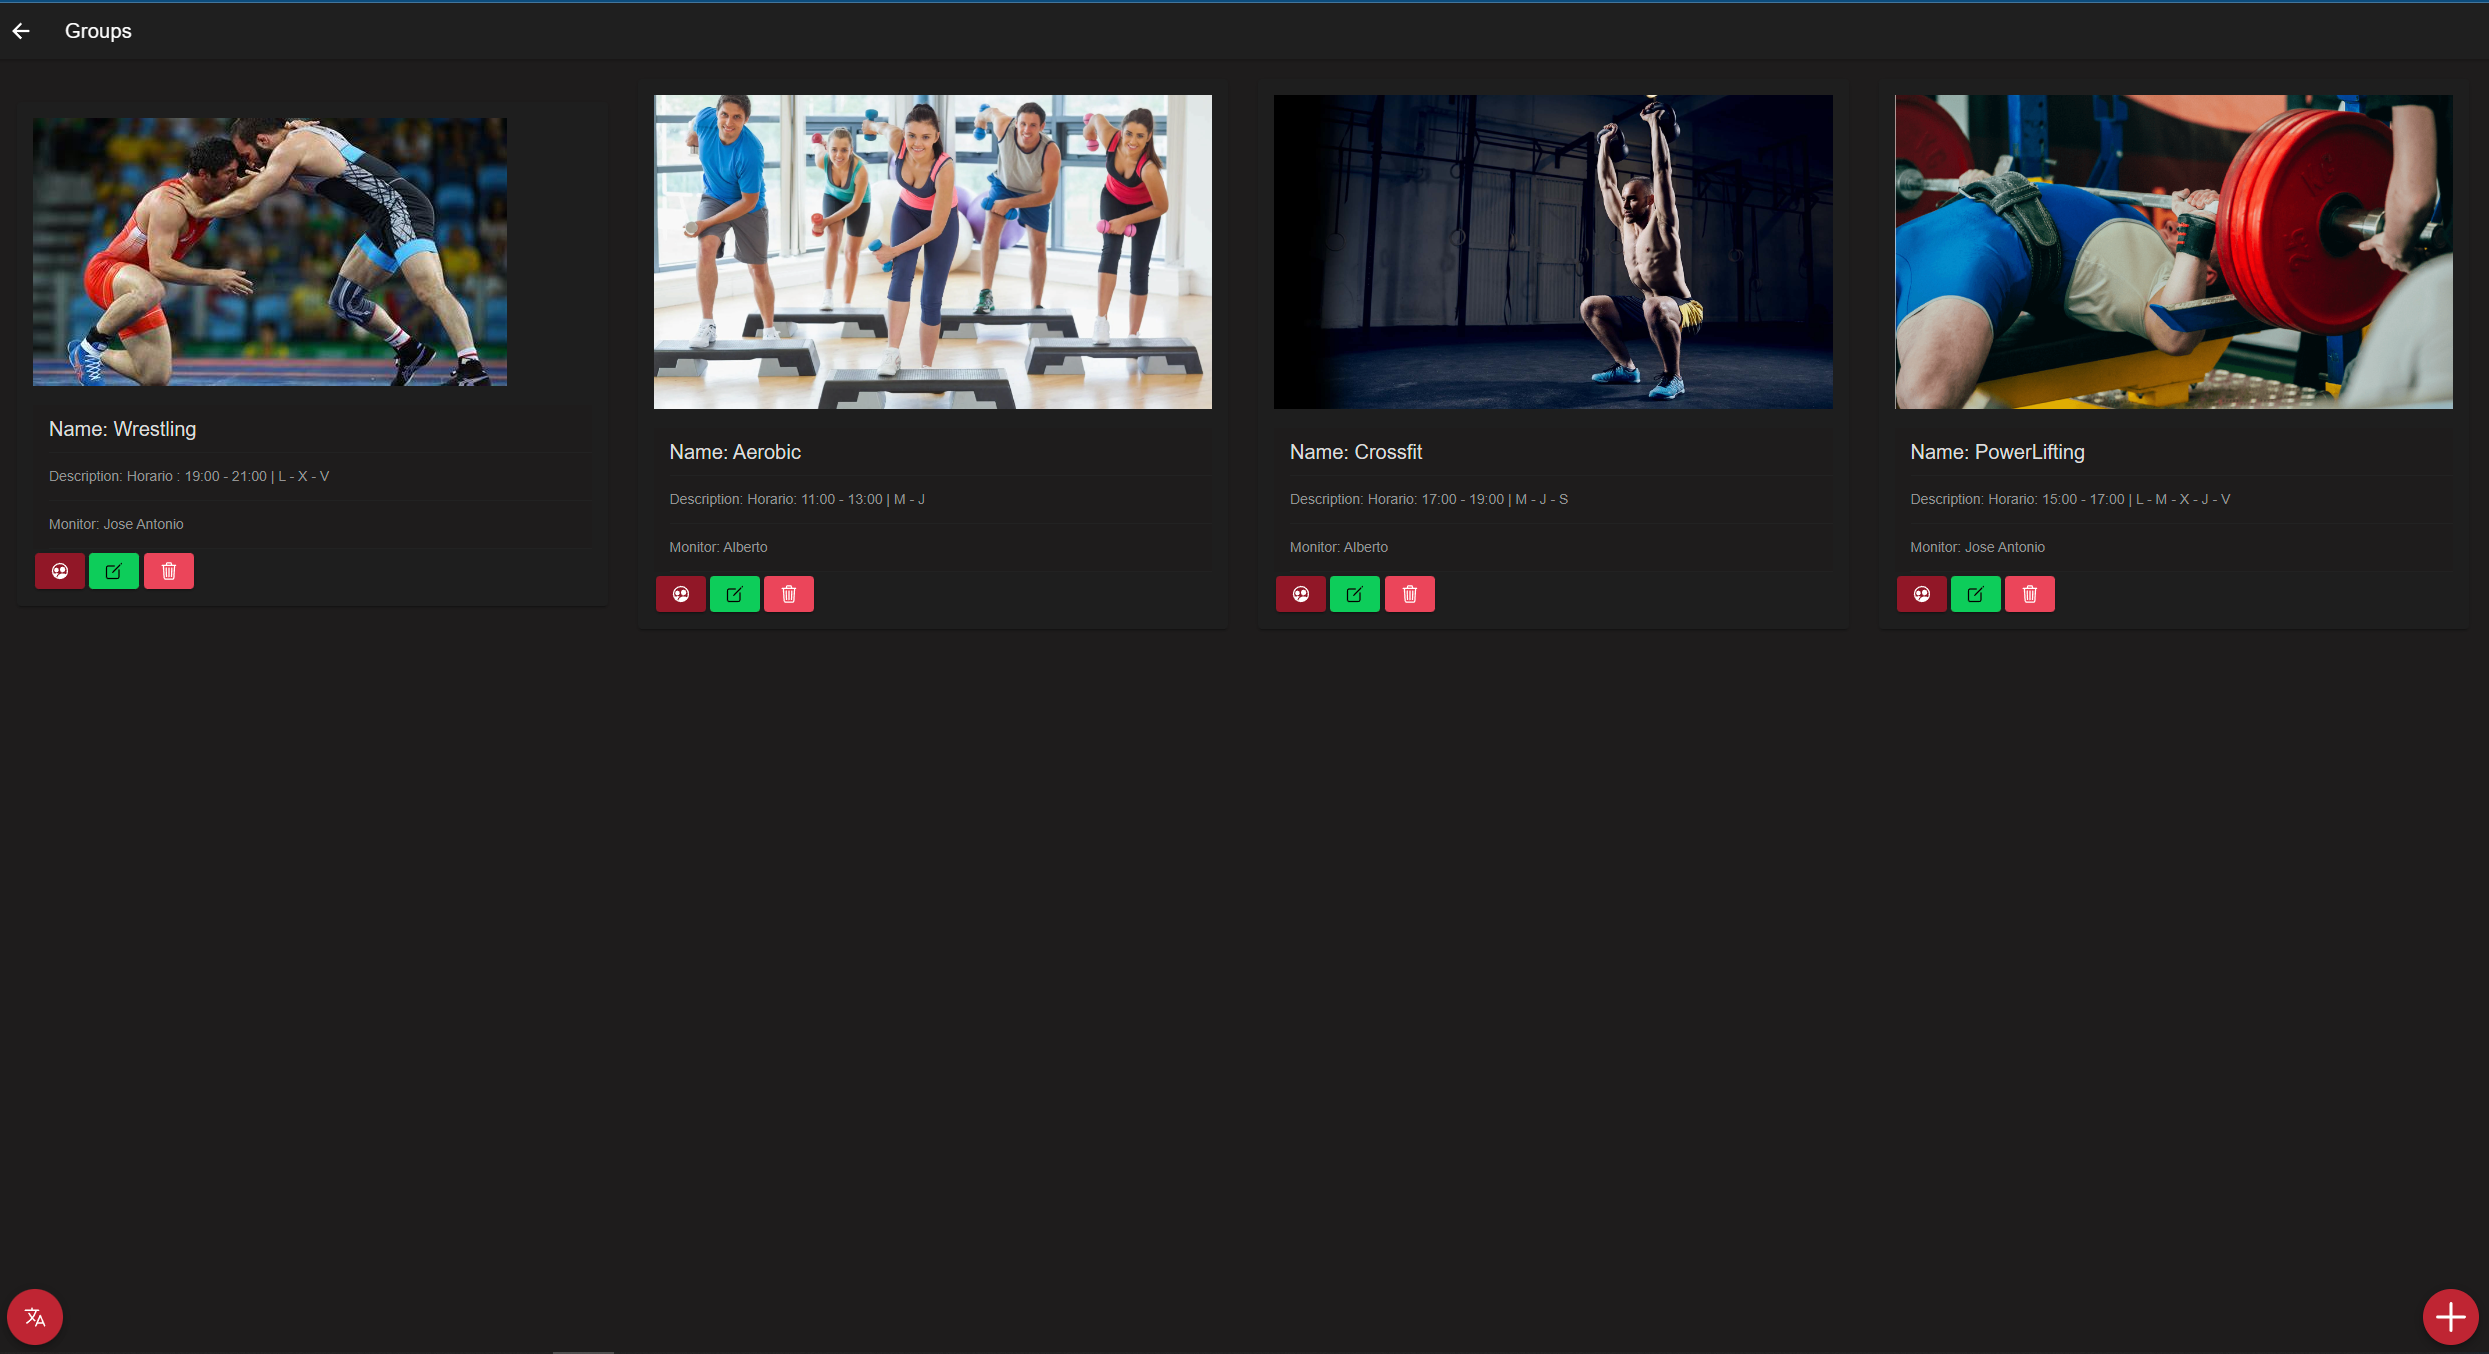 Groups
Name: Wrestling
Description: Horario : 19:00 - 21:00 | L - X - V
Monitor: Jose Antonio
Name: Aerobic
Description: Horario: 11:00 - 13:00 | M - J
Monitor: Alberto
Name: Crossfit
Description: Horario: 17:00 - 19:00 | M - J - S
Monitor: Alberto
Name: PowerLifting
Description: Horario: 15:00 - 17:00 | L - M - X - J - V
Monitor: Jose Antonio